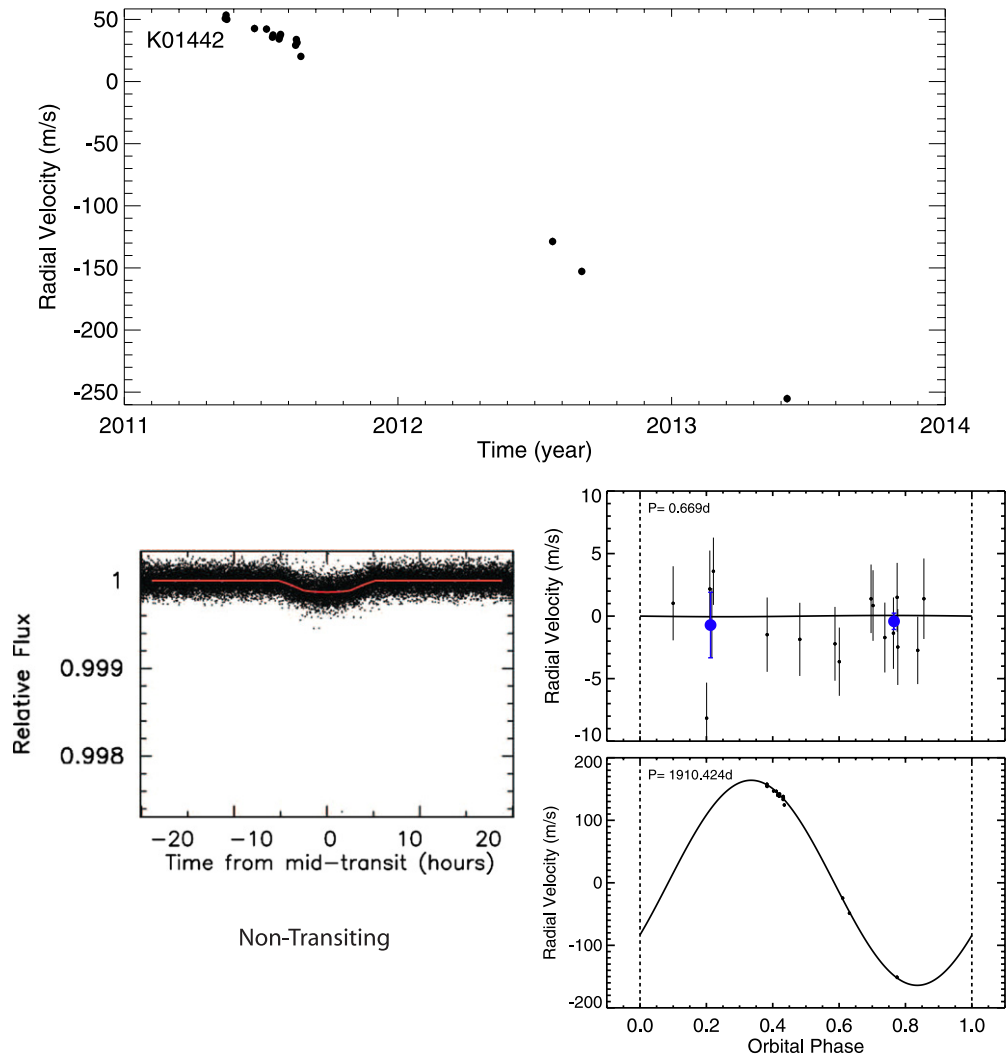 K01442
50
0
-50
-100
-150
-200
-250
Radial Velocity (m/s)
2011 2012 2013 2014
Time (year)
1
0.999
0.998
Relative Flux
−20 −10 0 10 20
Time from mid−transit (hours)
Non-Transiting
P= 0.669d
10
5
0
-5
-10
Radial Velocity (m/s)
P= 1910.424d
200
100
0
-100
-200
Radial Velocity (m/s)
0.0 0.2 0.4 0.6 0.8 1.0
Orbital Phase